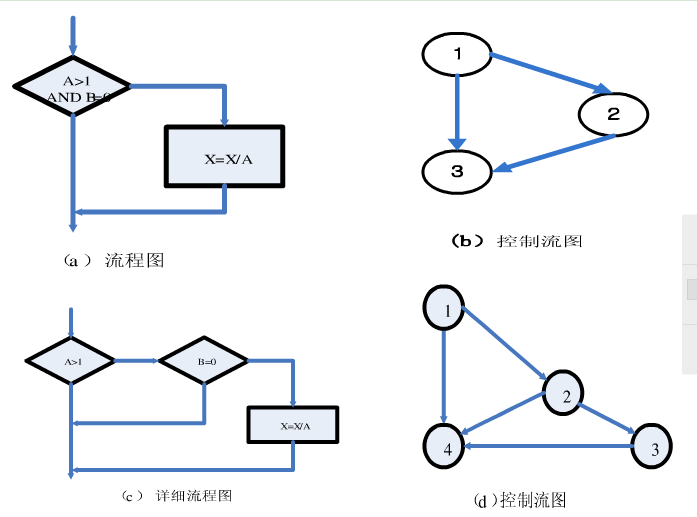 A>1
AND B=0
X=X/A
(a) 流程图
1
2
3
(b) 控制流图
A>1
B=0
X=X/A
(c) 详细流程图
1
2
3
4
(d)控制流图